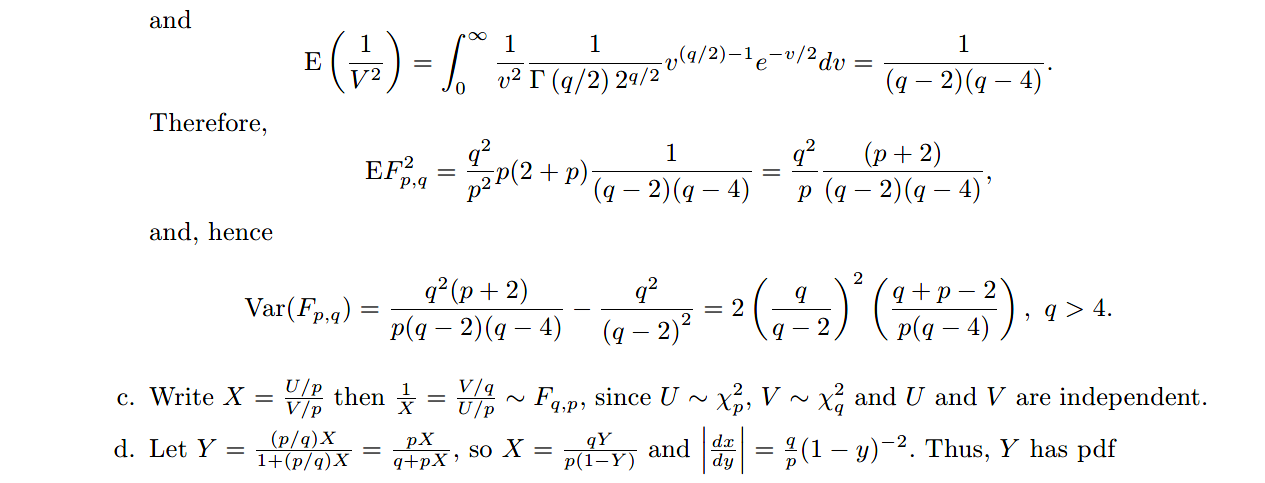 and
E(1/V²) = ∫₀^∞ 1/v² 1/(Γ(q/2) 2^{q/2}) v^{(q/2)−1} e^{−v/2} dv = 1/((q − 2)(q − 4)).
Therefore,
EF²_{p,q} = q²/p² p(2 + p) 1/((q − 2)(q − 4)) = q²/p (p + 2)/((q − 2)(q − 4)),
and, hence
Var(F_{p,q}) = q²(p + 2)/(p(q − 2)(q − 4)) − q²/(q − 2)² = 2 (q/(q − 2))² ((q + p − 2)/(p(q − 4))), q > 4.
c. Write X = (U/p)/(V/p) then 1/X = (V/q)/(U/p) ∼ F_{q,p}, since U ∼ χ²_p, V ∼ χ²_q and U and V are independent.
d. Let Y = (p/q)X/(1+(p/q)X) = pX/(q+pX), so X = qY/(p(1−Y)) and |dx/dy| = q/p (1 − y)^{−2}. Thus, Y has pdf